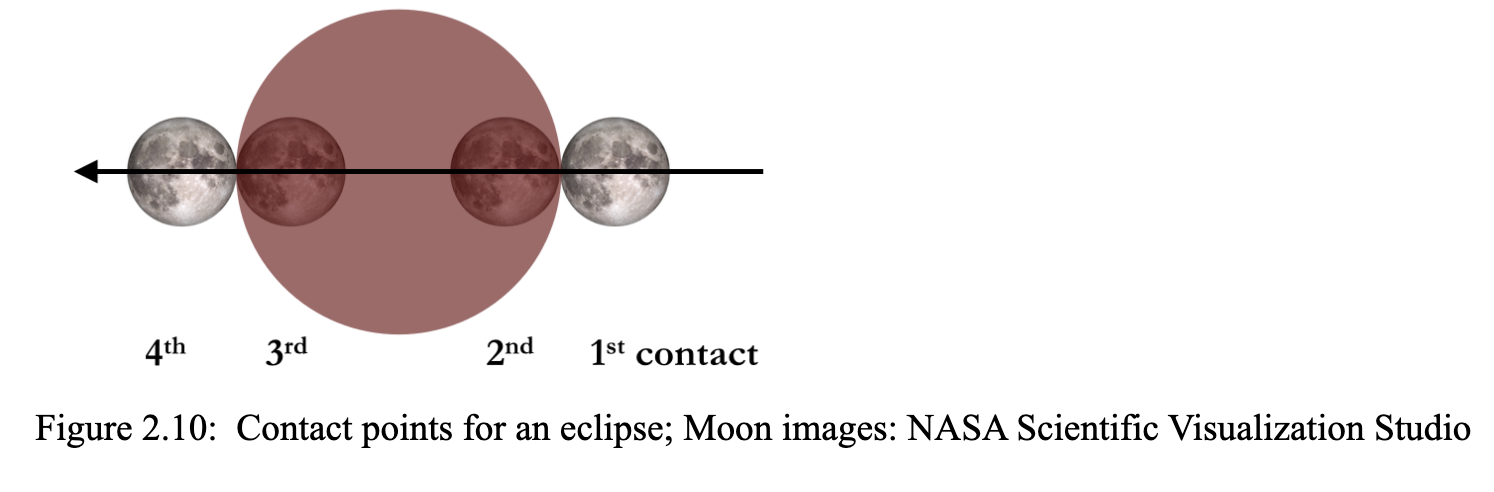 4th 3rd 2nd 1st contact
Figure 2.10: Contact points for an eclipse; Moon images: NASA Scientific Visualization Studio